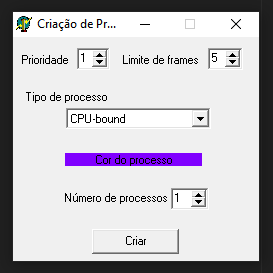 Criação de Pr...
Prioridade 1 Limite de frames 5
Tipo de processo
CPU-bound
Cor do processo
Número de processos 1
Criar